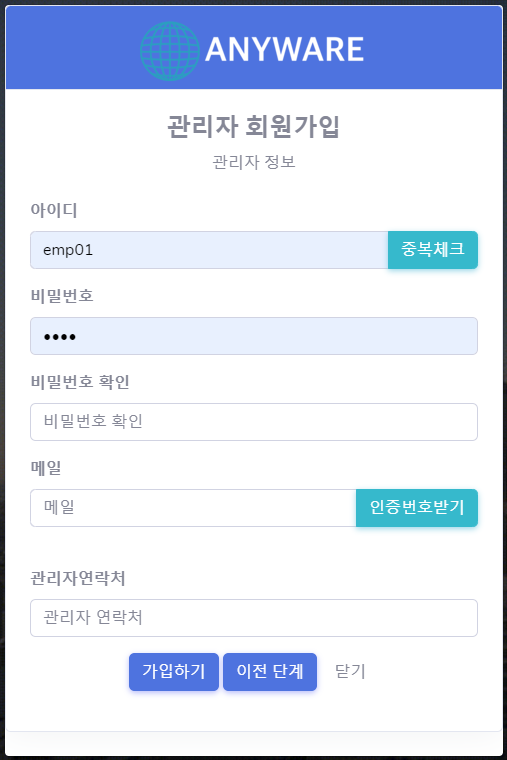 ANYWARE
관리자 회원가입
관리자 정보
아이디
emp01 중복체크
비밀번호
••••
비밀번호 확인
비밀번호 확인
메일
메일 인증번호받기
관리자연락처
관리자 연락처
가입하기 이전 단계 닫기